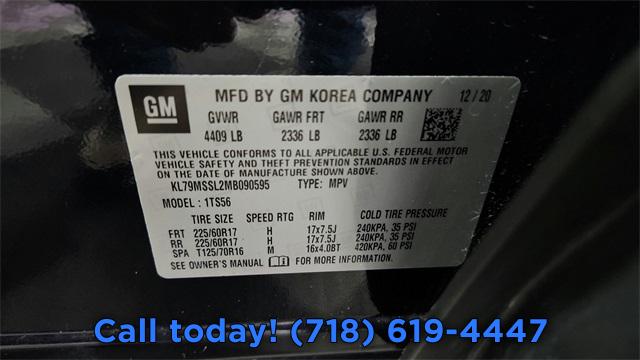 GM
MFD BY GM KOREA COMPANY 12/20
GVWR GAWR FRT GAWR RR
4409 LB 2336 LB 2336 LB
THIS VEHICLE CONFORMS TO ALL APPLICABLE U.S. FEDERAL MOTOR
VEHICLE SAFETY AND THEFT PREVENTION STANDARDS IN EFFECT
ON THE DATE OF MANUFACTURE SHOWN ABOVE.
KL79MSSL2MB090595 TYPE: MPV
MODEL: 1TS56
TIRE SIZE SPEED RTG RIM COLD TIRE PRESSURE
FRT 225/60R17 H 17x7.5J 240KPA, 35 PSI
RR 225/60R17 H 17x7.5J 240KPA, 35 PSI
SPA T125/70R16 M 16x4.0BT 420KPA, 60 PSI
SEE OWNER'S MANUAL FOR MORE INFORMATION.
Call today! (718) 619-4447